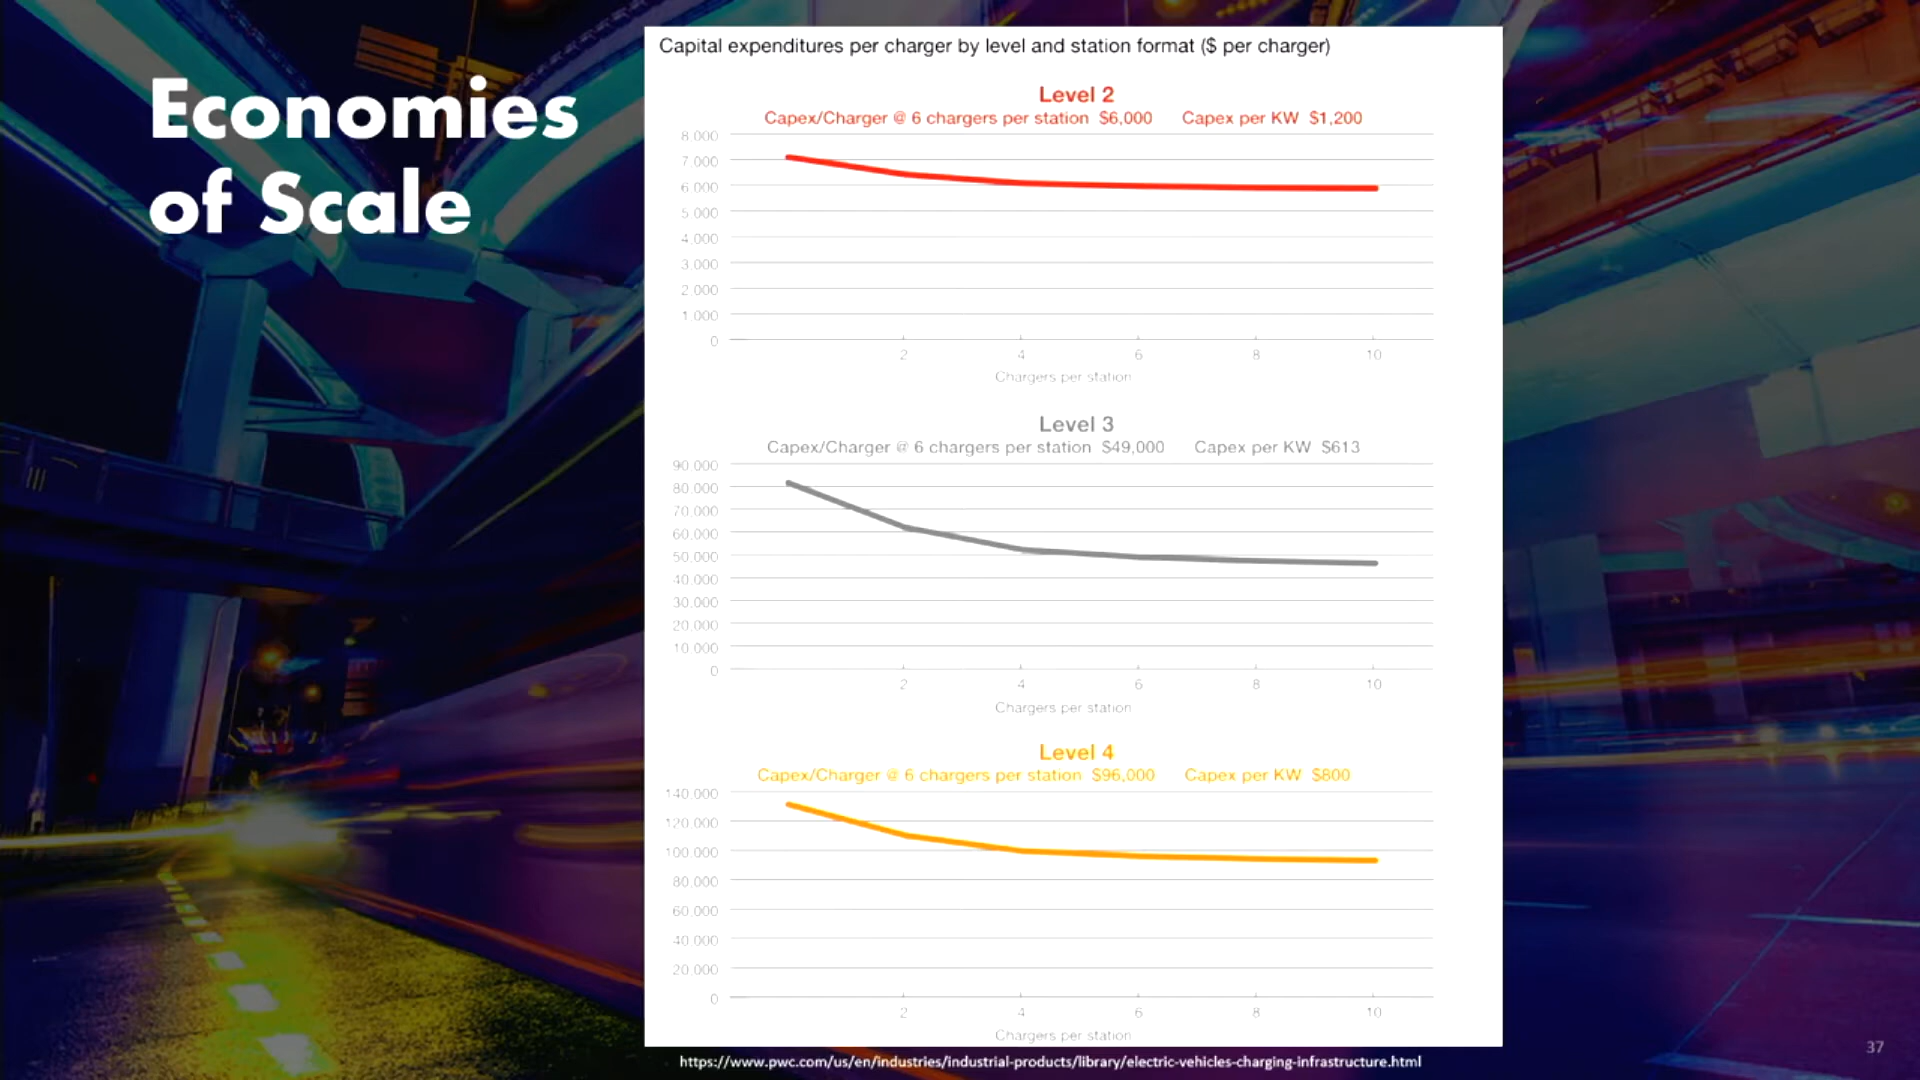 Economies
of Scale
Capital expenditures per charger by level and station format ($ per charger)
Level 2
Capex/Charger @ 6 chargers per station $6,000 Capex per KW $1,200
8.000
7.000
6.000
5.000
4.000
3.000
2.000
1.000
0
2 4 6 8 10
Chargers per station
Level 3
Capex/Charger @ 6 chargers per station $49,000 Capex per KW $613
90.000
80.000
70.000
60.000
50.000
40.000
30.000
20.000
10.000
0
2 4 6 8 10
Chargers per station
Level 4
Capex/Charger @ 6 chargers per station $96,000 Capex per KW $800
140.000
120.000
100.000
80.000
60.000
40.000
20.000
0
2 4 6 8 10
Chargers per station
https://www.pwc.com/us/en/industries/industrial-products/library/electric-vehicles-charging-infrastructure.html
37